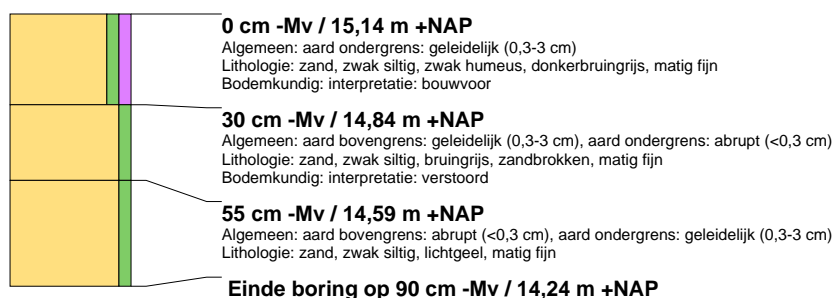 0 cm -Mv / 15,14 m +NAP
Algemeen: aard ondergrens: geleidelijk (0,3-3 cm)
Lithologie: zand, zwak siltig, zwak humeus, donkerbruingrijs, matig fijn
Bodemkundig: interpretatie: bouwvoor
30 cm -Mv / 14,84 m +NAP
Algemeen: aard bovengrens: geleidelijk (0,3-3 cm), aard ondergrens: abrupt (<0,3 cm)
Lithologie: zand, zwak siltig, bruingrijs, zandbrokken, matig fijn
Bodemkundig: interpretatie: verstoord
55 cm -Mv / 14,59 m +NAP
Algemeen: aard bovengrens: abrupt (<0,3 cm), aard ondergrens: geleidelijk (0,3-3 cm)
Lithologie: zand, zwak siltig, lichtgeel, matig fijn
Einde boring op 90 cm -Mv / 14,24 m +NAP